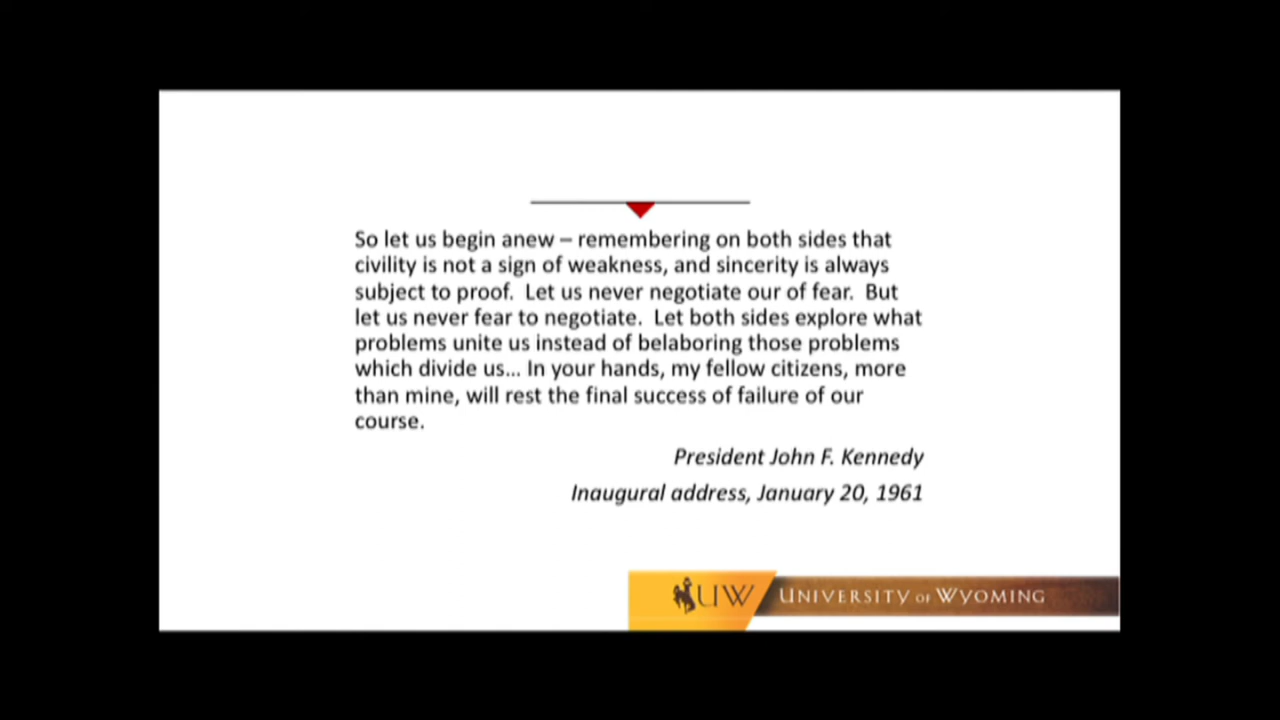 So let us begin anew – remembering on both sides that
civility is not a sign of weakness, and sincerity is always
subject to proof.  Let us never negotiate our of fear.  But
let us never fear to negotiate.  Let both sides explore what
problems unite us instead of belaboring those problems
which divide us... In your hands, my fellow citizens, more
than mine, will rest the final success of failure of our
course.
President John F. Kennedy
Inaugural address, January 20, 1961
UW UNIVERSITY OF WYOMING